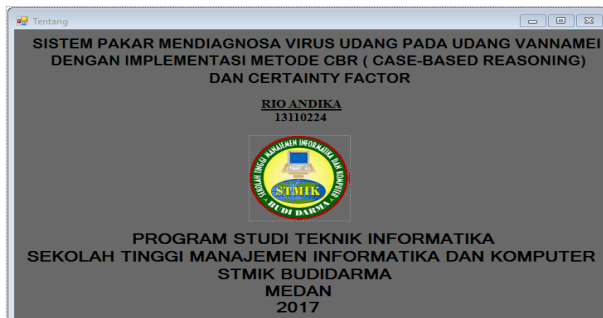 Tentang
SISTEM PAKAR MENDIAGNOSA VIRUS UDANG PADA UDANG VANNAMEI
DENGAN IMPLEMENTASI METODE CBR ( CASE-BASED REASONING)
DAN CERTAINTY FACTOR
RIO ANDIKA
13110224
SEKOLAH TINGGI MANAJEMEN INFORMATIKA DAN KOMPUTER
STMIK
BUDI DARMA
PROGRAM STUDI TEKNIK INFORMATIKA
SEKOLAH TINGGI MANAJEMEN INFORMATIKA DAN KOMPUTER
STMIK BUDIDARMA
MEDAN
2017